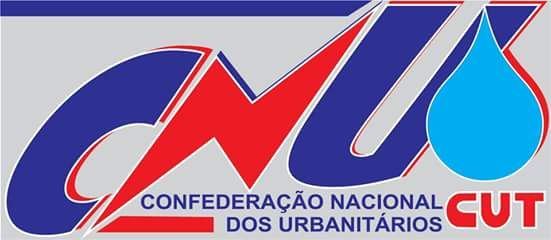 CNU
CONFEDERAÇÃO NACIONAL
DOS URBANITÁRIOS
CUT